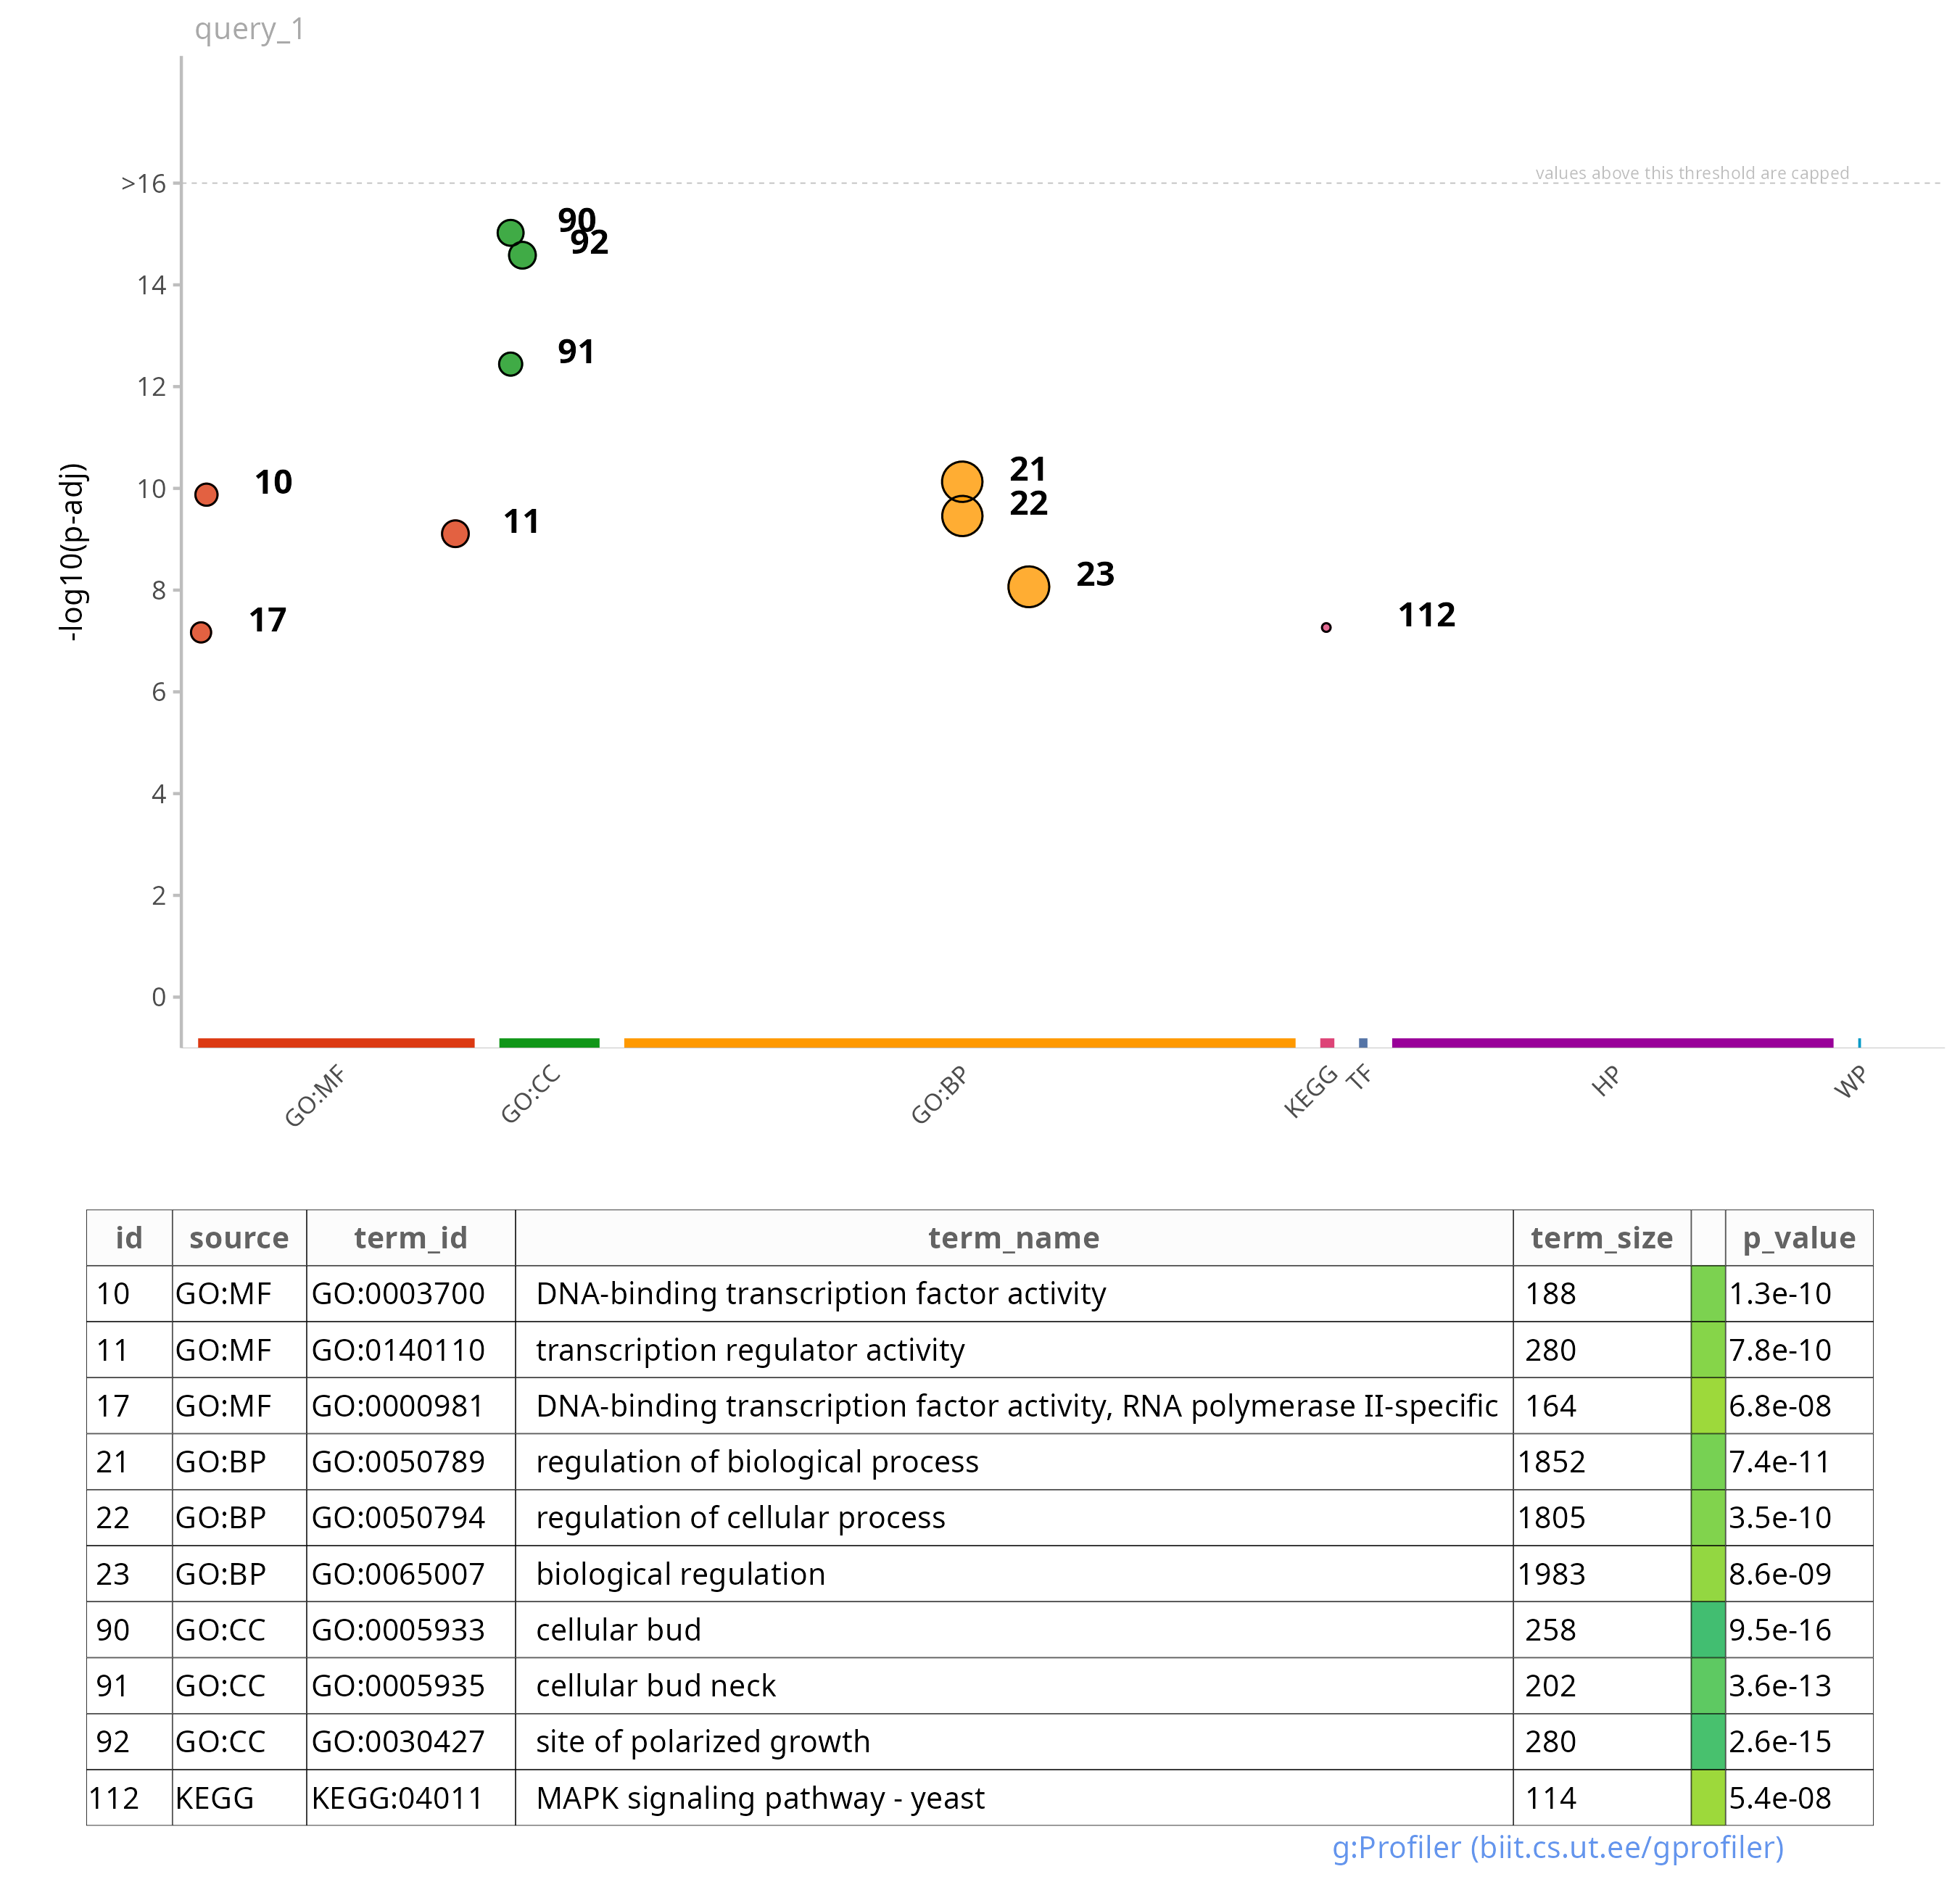 query_1
values above this threshold are capped
>16
14
12
10
8
6
4
2
0
-log10(p-adj)
90
92
91
10
11
17
21
22
23
112
GO:MF
GO:CC
GO:BP
KEGG
TF
HP
WP
id source term_id term_name term_size p_value
10 GO:MF GO:0003700 DNA-binding transcription factor activity 188 1.3e-10
11 GO:MF GO:0140110 transcription regulator activity 280 7.8e-10
17 GO:MF GO:0000981 DNA-binding transcription factor activity, RNA polymerase II-specific 164 6.8e-08
21 GO:BP GO:0050789 regulation of biological process 1852 7.4e-11
22 GO:BP GO:0050794 regulation of cellular process 1805 3.5e-10
23 GO:BP GO:0065007 biological regulation 1983 8.6e-09
90 GO:CC GO:0005933 cellular bud 258 9.5e-16
91 GO:CC GO:0005935 cellular bud neck 202 3.6e-13
92 GO:CC GO:0030427 site of polarized growth 280 2.6e-15
112 KEGG KEGG:04011 MAPK signaling pathway - yeast 114 5.4e-08
g:Profiler (biit.cs.ut.ee/gprofiler)